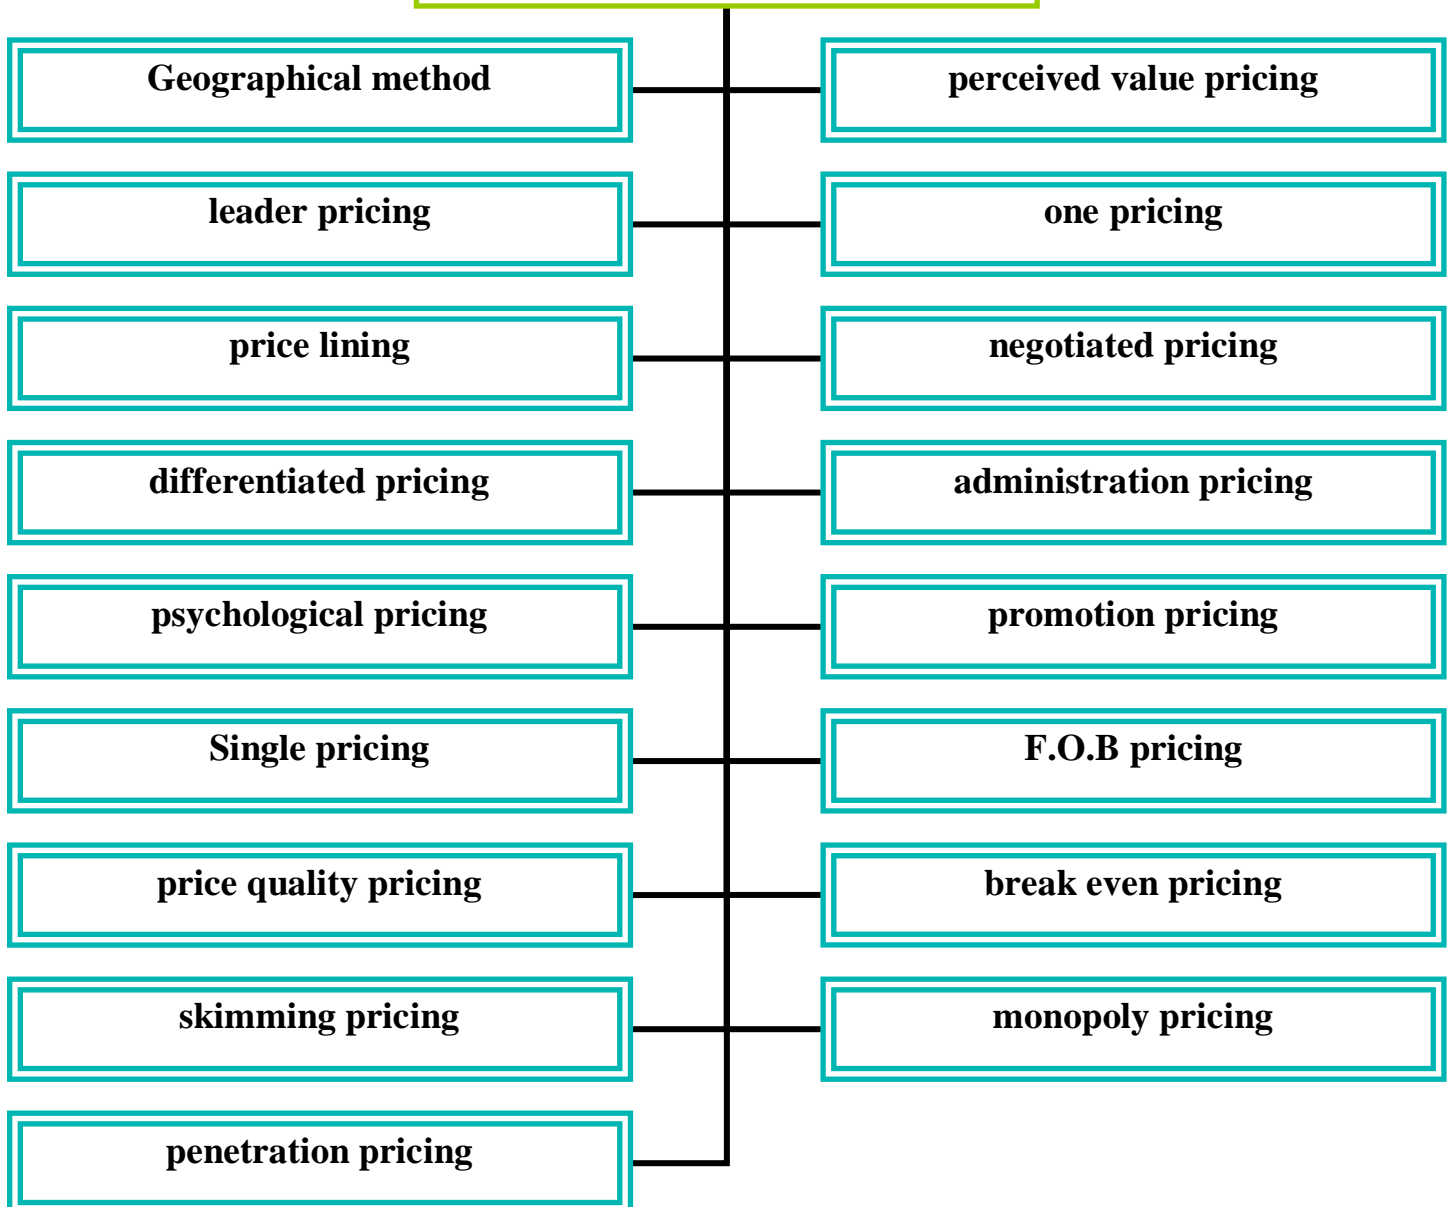 Geographical method
perceived value pricing
leader pricing
one pricing
price lining
negotiated pricing
differentiated pricing
administration pricing
psychological pricing
promotion pricing
Single pricing
F.O.B pricing
price quality pricing
break even pricing
skimming pricing
monopoly pricing
penetration pricing